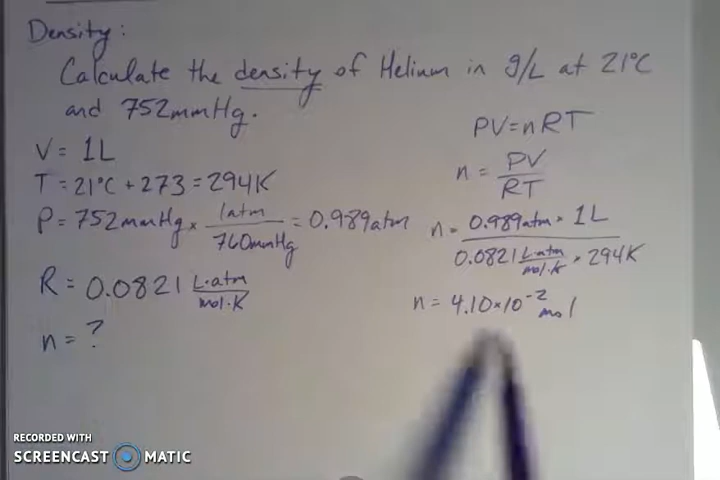 Density:
Calculate the density of Helium in g/L at 21°C
and 752mmHg.
V = 1L
T = 21°C + 273 = 294K
P = 752mmHg × 1atm / 760mmHg = 0.989atm
R = 0.0821 L·atm / mol·K
n = ?
PV = nRT
n = PV / RT
n = 0.989atm · 1L / 0.0821 L·atm / mol·K · 294K
n = 4.10×10⁻² mol
RECORDED WITH
SCREENCAST MATIC